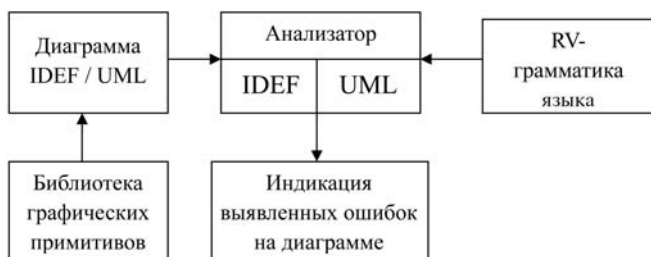 Диаграмма
IDEF / UML
Анализатор
IDEF
UML
RV-
грамматика
языка
Библиотека
графических
примитивов
Индикация
выявленных ошибок
на диаграмме